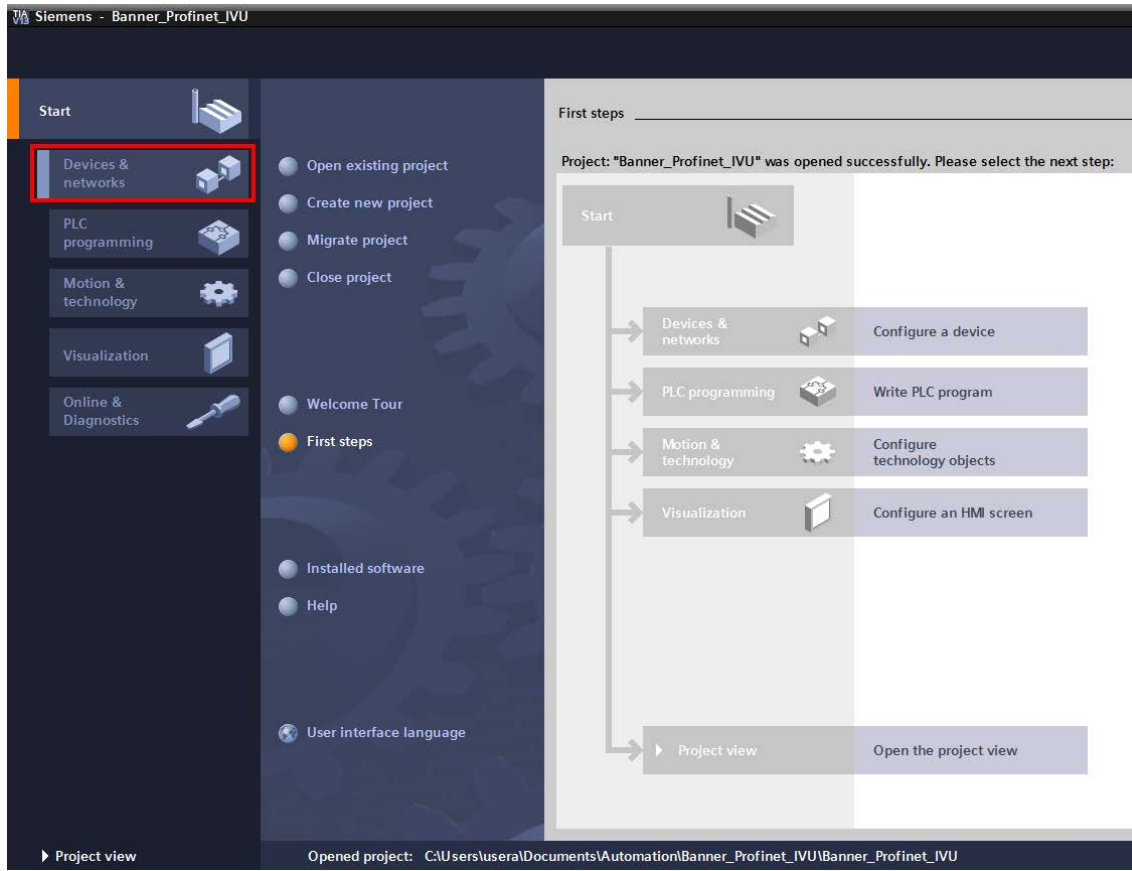 TIA V13 Siemens - Banner_Profinet_IVU
Start
Devices &
networks
PLC
programming
Motion &
technology
Visualization
Online &
Diagnostics
Open existing project
Create new project
Migrate project
Close project
Welcome Tour
First steps
Installed software
Help
User interface language
First steps
Project: "Banner_Profinet_IVU" was opened successfully. Please select the next step:
Start
Devices &
networks
Configure a device
PLC programming
Write PLC program
Motion &
technology
Configure
technology objects
Visualization
Configure an HMI screen
Project view
Open the project view
Project view
Opened project: C:\Users\usera\Documents\Automation\Banner_Profinet_IVU\Banner_Profinet_IVU